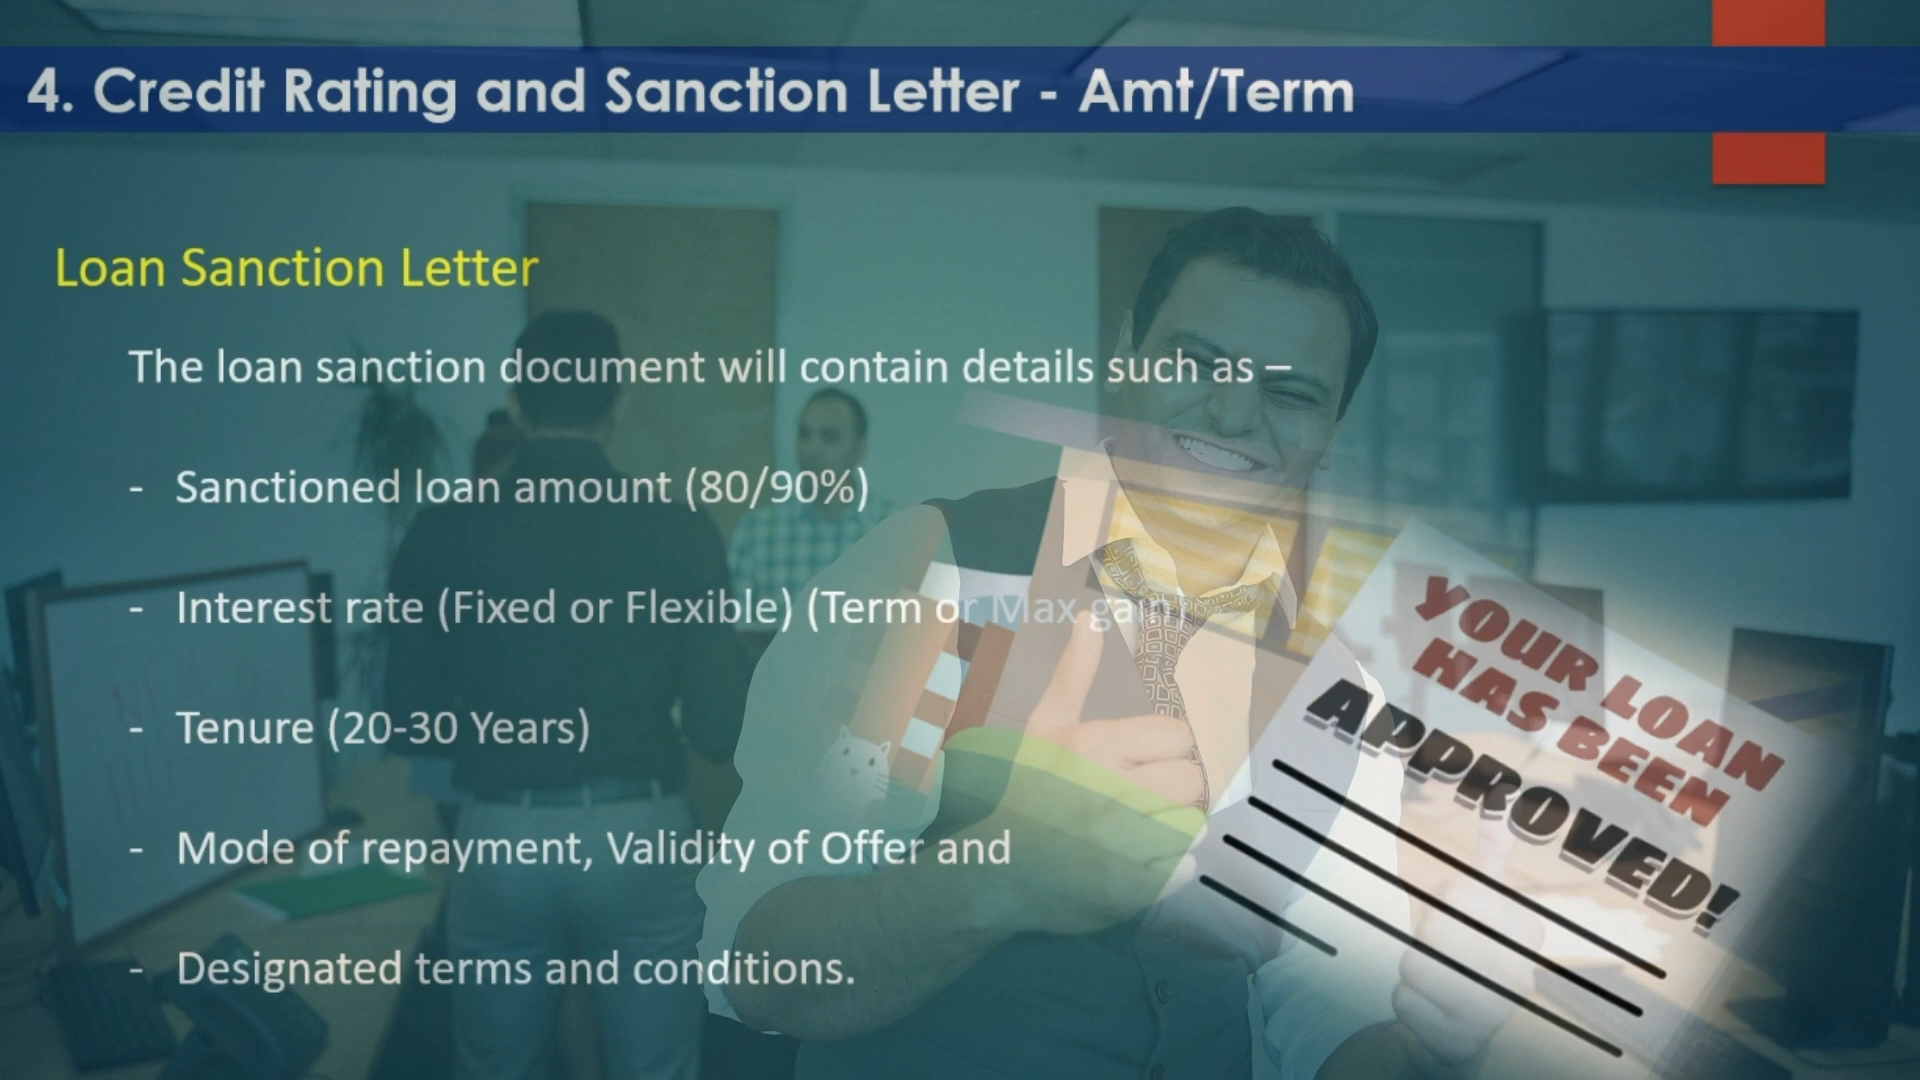 4. Credit Rating and Sanction Letter - Amt/Term
Loan Sanction Letter
The loan sanction document will contain details such as –
- Sanctioned loan amount (80/90%)
- Interest rate (Fixed or Flexible) (Term or Max
- Tenure (20-30 Years)
- Mode of repayment, Validity of Offer and
- Designated terms and conditions.
YOUR LOAN
HAS BEEN
APPROVED!